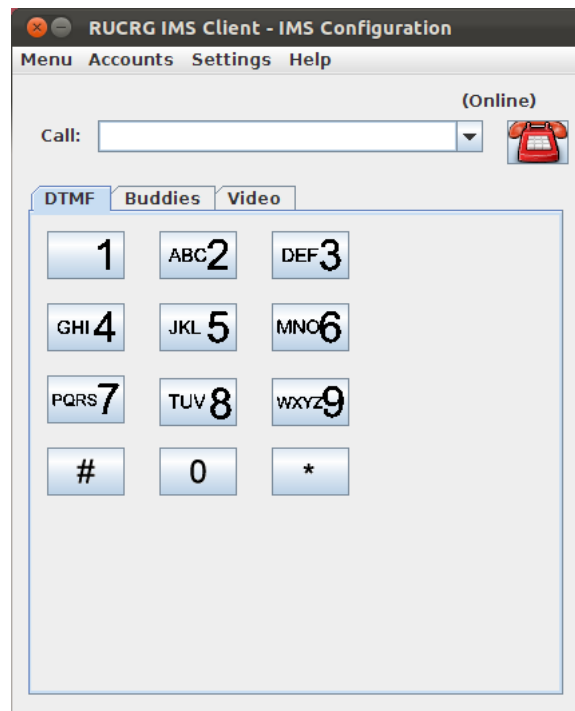 RUCRG IMS Client - IMS Configuration
Menu Accounts Settings Help
(Online)
Call:
DTMF Buddies Video
1 ABC2 DEF3
GHI4 JKL5 MNO6
PQRS7 TUV8 WXYZ9
# 0 *